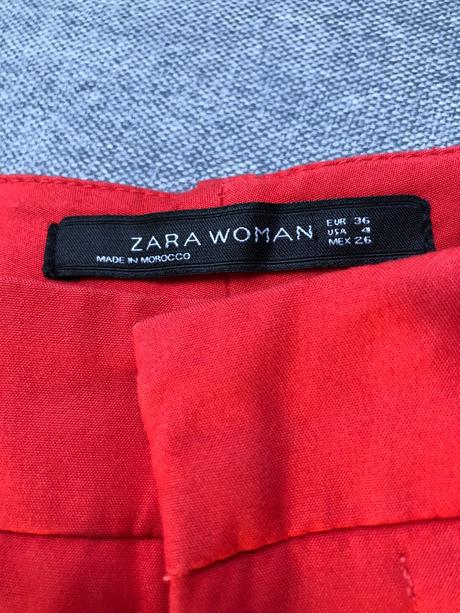 ZARA WOMAN
MADE IN MOROCCO
EUR 36
USA 4
MEX 26